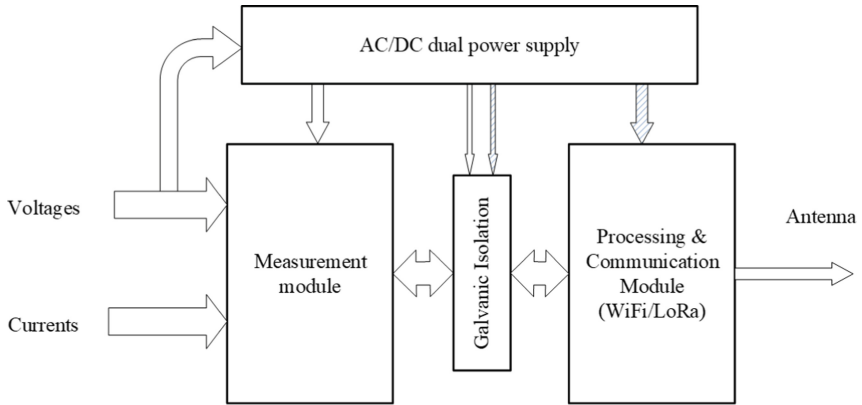 AC/DC dual power supply
Voltages
Currents
Measurement
module
Galvanic Isolation
Processing &
Communication
Module
(WiFi/LoRa)
Antenna